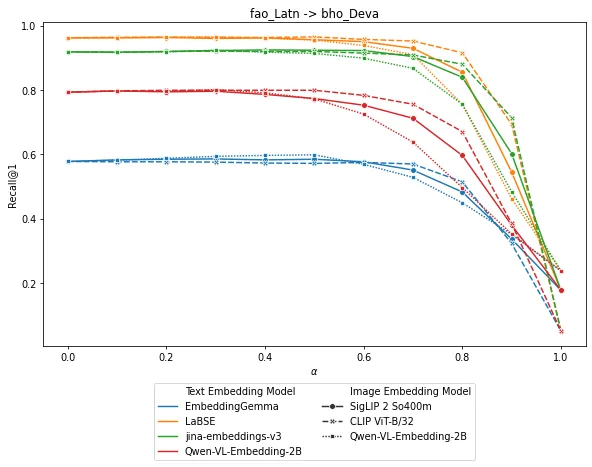 fao_Latn -> bho_Deva
1.0
0.8
0.6
0.4
0.2
Recall@1
0.0 0.2 0.4 0.6 0.8 1.0
α
Text Embedding Model Image Embedding Model
EmbeddingGemma SigLIP 2 So400m
LaBSE CLIP ViT-B/32
jina-embeddings-v3 Qwen-VL-Embedding-2B
Qwen-VL-Embedding-2B